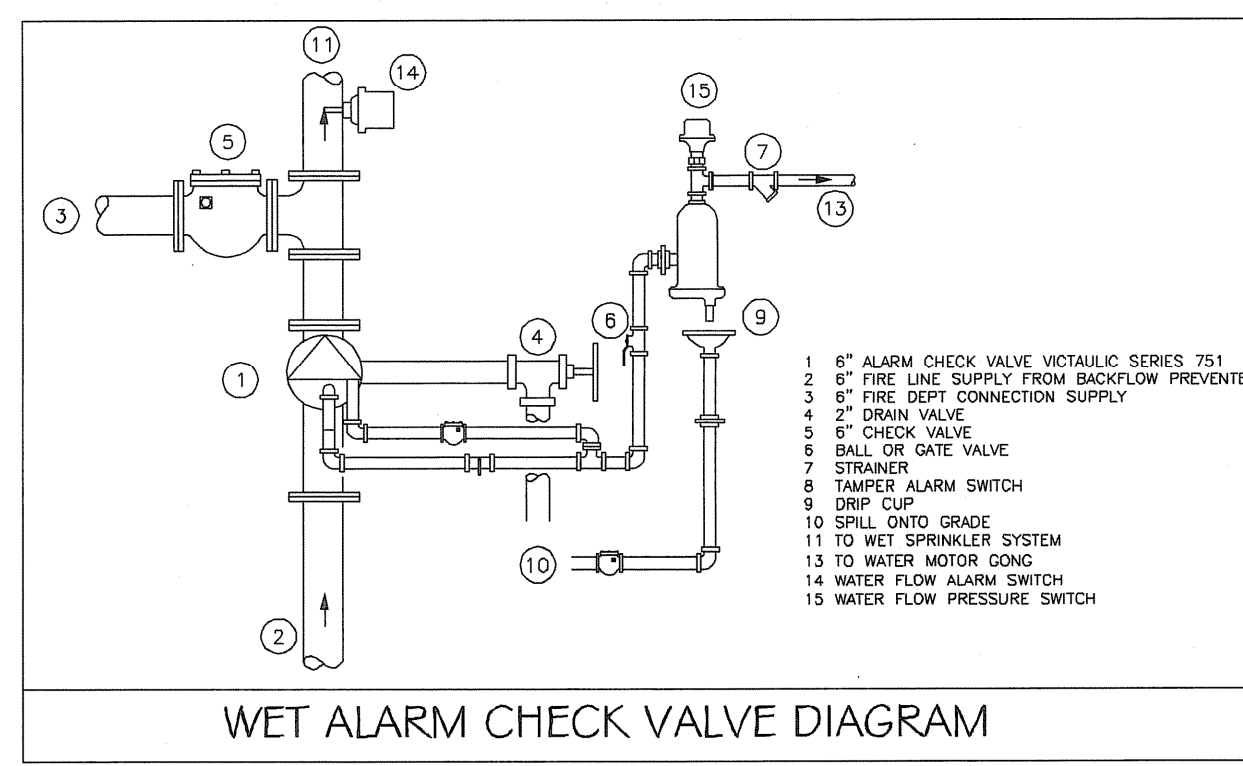 11
14
15
5
7
3
13
6
9
4
1
1 6" ALARM CHECK VALVE VICTAULIC SERIES 751
2 6" FIRE LINE SUPPLY FROM BACKFLOW PREVENTE
3 6" FIRE DEPT CONNECTION SUPPLY
4 2" DRAIN VALVE
5 6" CHECK VALVE
6 BALL OR GATE VALVE
7 STRAINER
8 TAMPER ALARM SWITCH
9 DRIP CUP
10 SPILL ONTO GRADE
11 TO WET SPRINKLER SYSTEM
13 TO WATER MOTOR GONG
14 WATER FLOW ALARM SWITCH
15 WATER FLOW PRESSURE SWITCH
10
2
WET ALARM CHECK VALVE DIAGRAM